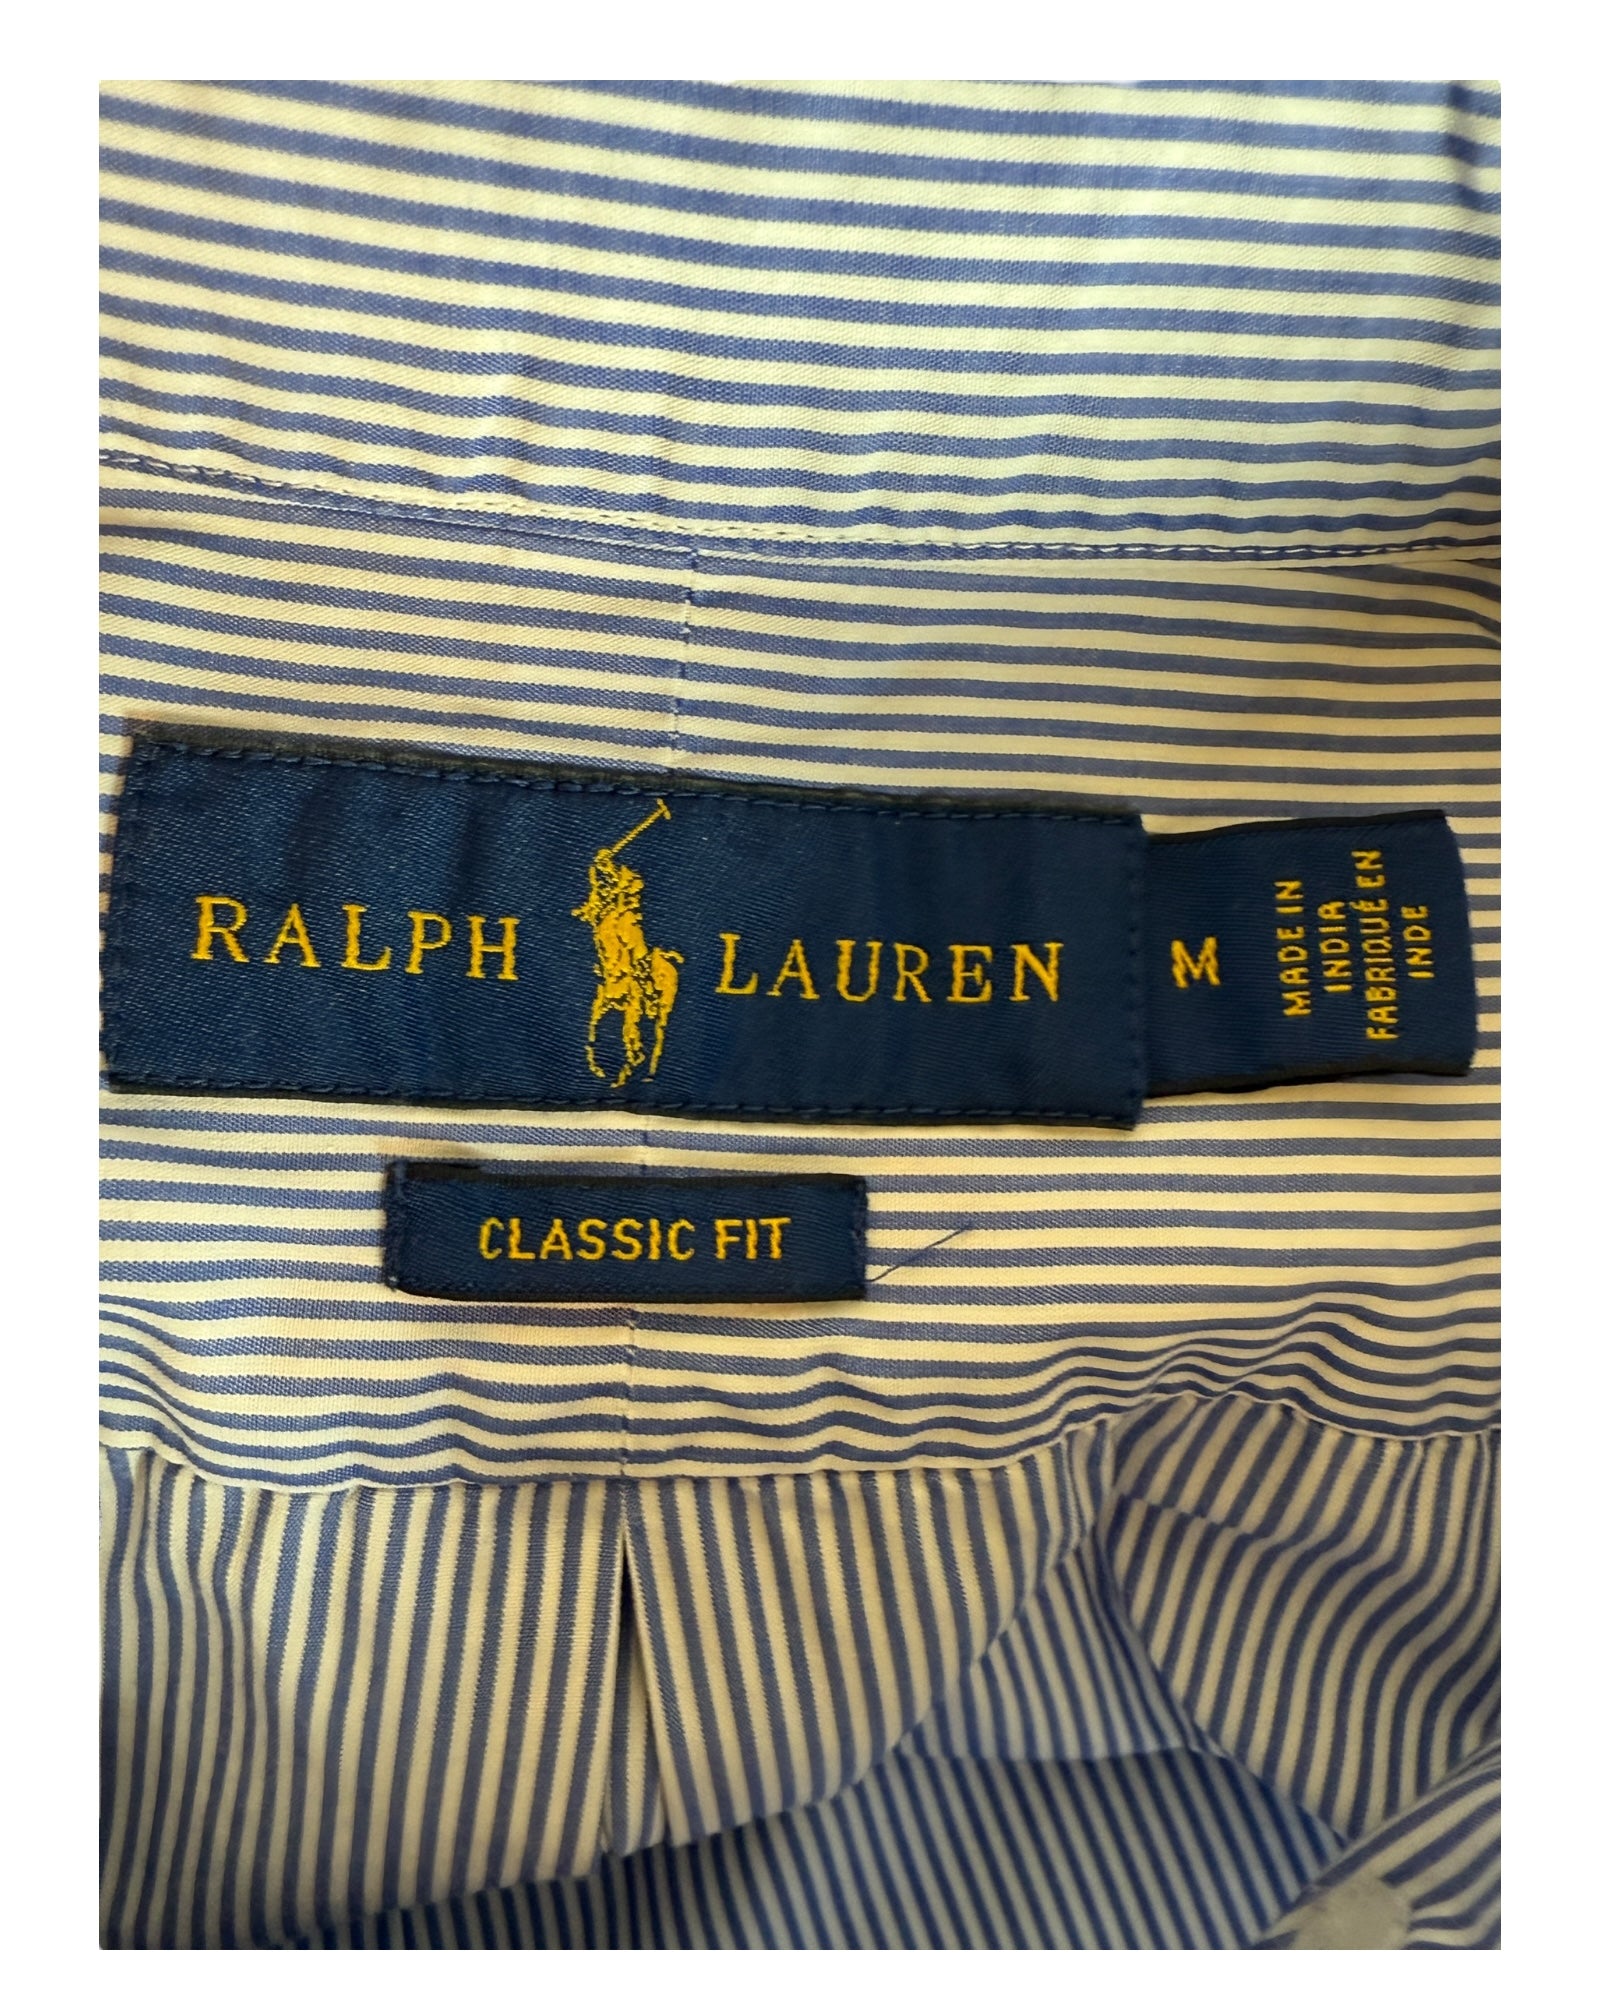 RALPH LAUREN
M
MADE IN
INDIA
FABRIQUÉ EN
INDE
CLASSIC FIT